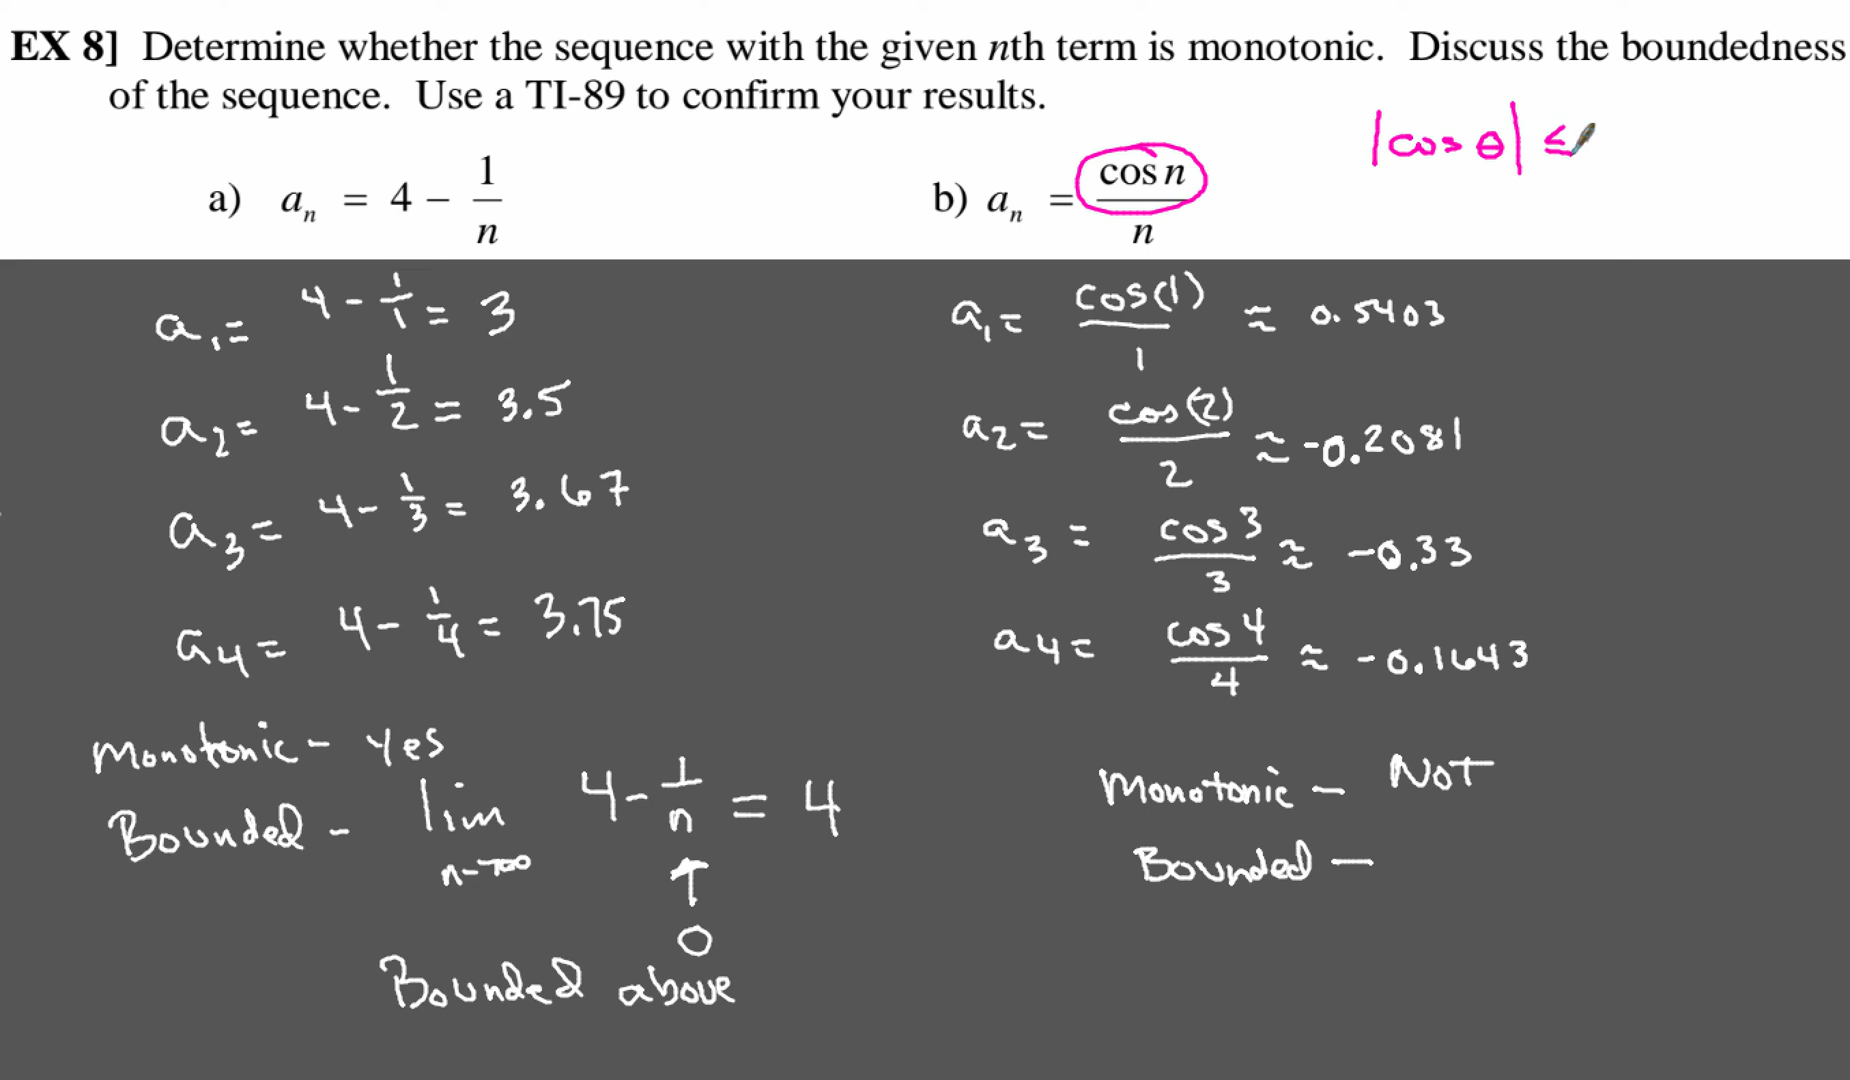 EX 8] Determine whether the sequence with the given nth term is monotonic. Discuss the boundedness
of the sequence. Use a TI-89 to confirm your results.
|cos θ| ≤
a) aₙ = 4 − 1/n
b) aₙ = cos n / n
a₁ = 4 - 1/1 = 3
a₂ = 4 - 1/2 = 3.5
a₃ = 4 - 1/3 = 3.67
a₄ = 4 - 1/4 = 3.75
Monotonic - Yes
Bounded - lim n→∞ 4 - 1/n = 4
↑
0
Bounded above
a₁ = cos(1)/1 ≈ 0.5403
a₂ = cos(2)/2 ≈ -0.2081
a₃ = cos 3/3 ≈ -0.33
a₄ = cos 4/4 ≈ -0.1643
Monotonic - Not
Bounded -